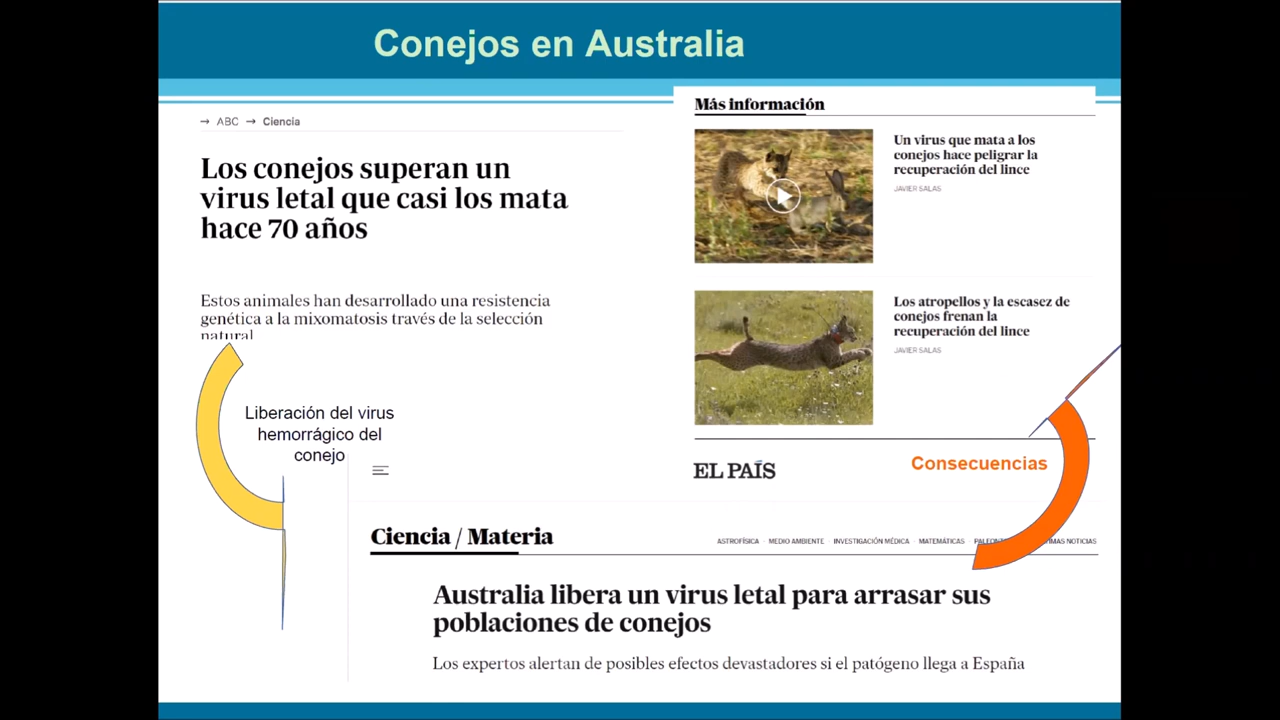 Conejos en Australia
→ ABC → Ciencia
Los conejos superan un
virus letal que casi los mata
hace 70 años
Estos animales han desarrollado una resistencia
genética a la mixomatosis través de la selección
natural
Liberación del virus
hemorrágico del
conejo
Más información
Un virus que mata a los
conejos hace peligrar la
recuperación del lince
JAVIER SALAS
Los atropellos y la escasez de
conejos frenan la
recuperación del lince
JAVIER SALAS
EL PAÍS
Consecuencias
Ciencia / Materia
ASTROFÍSICA · MEDIO AMBIENTE · INVESTIGACIÓN MÉDICA · MATEMÁTICAS · NOTICIAS
Australia libera un virus letal para arrasar sus
poblaciones de conejos
Los expertos alertan de posibles efectos devastadores si el patógeno llega a España